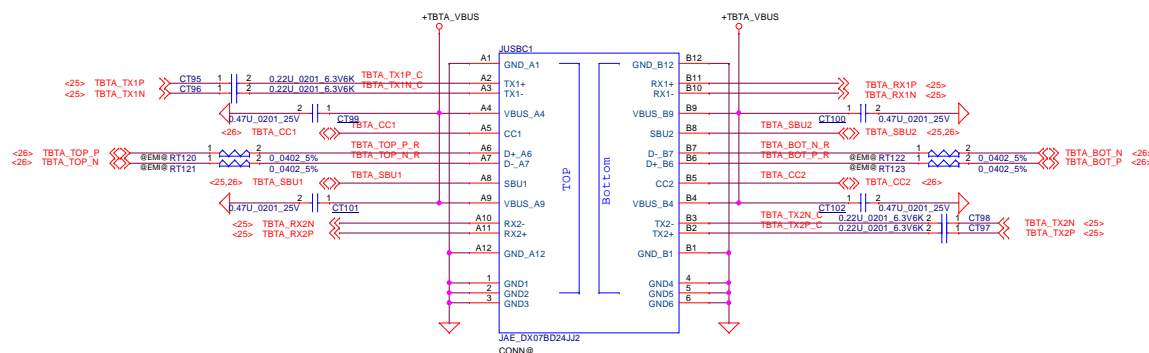 +TBTA_VBUS
+TBTA_VBUS
JUSBC1
A1 GND_A1 GND_B12 B12
<25> TBTA_TX1P CT95 1 2 0.22U_0201_6.3V6K TBTA_TX1P_C A2 TX1+ RX1+ B11 TBTA_RX1P <25>
<25> TBTA_TX1N CT96 1 2 0.22U_0201_6.3V6K TBTA_TX1N_C A3 TX1- RX1- B10 TBTA_RX1N <25>
2 1 A4 VBUS_A4 VBUS_B9 B9 1 2
0.47U_0201_25V CT99 CT100 0.47U_0201_25V
<26> TBTA_CC1 TBTA_CC1 A5 CC1 SBU2 B8 TBTA_SBU2 TBTA_SBU2 <25,26>
<26> TBTA_TOP_P @EMI@ RT120 1 2 0_0402_5% TBTA_TOP_P_R A6 D+_A6 D-_B7 B7 TBTA_BOT_N_R @EMI@ RT122 1 2 0_0402_5% TBTA_BOT_N <26>
<26> TBTA_TOP_N @EMI@ RT121 1 2 0_0402_5% TBTA_TOP_N_R A7 D-_A7 D+_B6 B6 TBTA_BOT_P_R @EMI@ RT123 1 2 0_0402_5% TBTA_BOT_P <26>
TOP
Bottom
<25,26> TBTA_SBU1 TBTA_SBU1 A8 SBU1 CC2 B5 TBTA_CC2 TBTA_CC2 <26>
2 1 A9 VBUS_A9 VBUS_B4 B4 1 2
0.47U_0201_25V CT101 CT102 0.47U_0201_25V
<25> TBTA_RX2N A10 RX2- TX2- B3 TBTA_TX2N_C 0.22U_0201_6.3V6K 2 1 CT98 TBTA_TX2N <25>
<25> TBTA_RX2P A11 RX2+ TX2+ B2 TBTA_TX2P_C 0.22U_0201_6.3V6K 2 1 CT97 TBTA_TX2P <25>
A12 GND_A12 GND_B1 B1
1 GND1 GND4 4
2 GND2 GND5 5
3 GND3 GND6 6
JAE_DX07BD24JJ2
CONN@